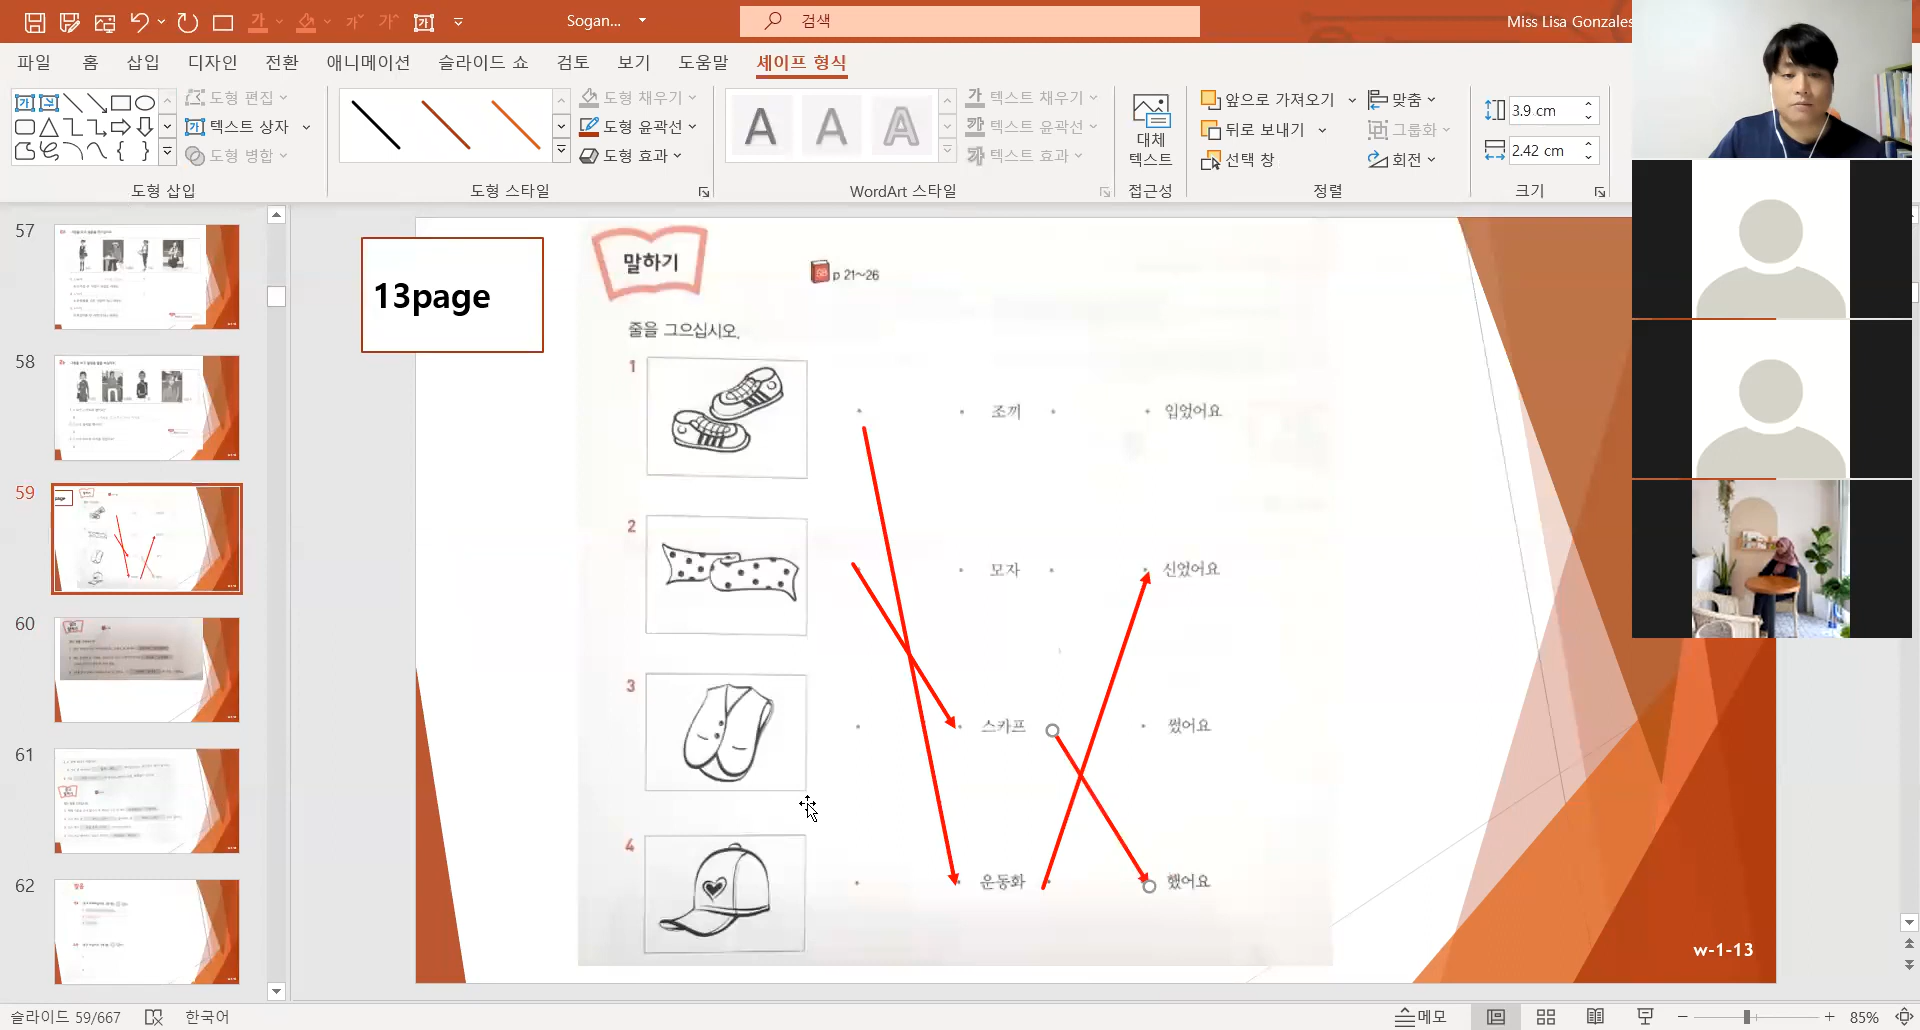 Sogan...
검색
Miss Lisa Gonzales
파일 홈 삽입 디자인 전환 애니메이션 슬라이드 쇼 검토 보기 도움말 셰이프 형식
도형 편집
텍스트 상자
도형 병합
도형 삽입
도형 채우기
도형 윤곽선
도형 효과
도형 스타일
A A A
텍스트 채우기
텍스트 윤곽선
텍스트 효과
WordArt 스타일
대체
텍스트
접근성
앞으로 가져오기
뒤로 보내기
선택 창
맞춤
그룹화
회전
정렬
3.9 cm
2.42 cm
크기
57
58
59
60
61
62
13page
말하기
SB p 21~26
줄을 그으십시오.
1
조끼 입었어요
2
모자 신었어요
3
스카프 썼어요
4
운동화 했어요
w-1-13
슬라이드 59/667
한국어
메모
85%